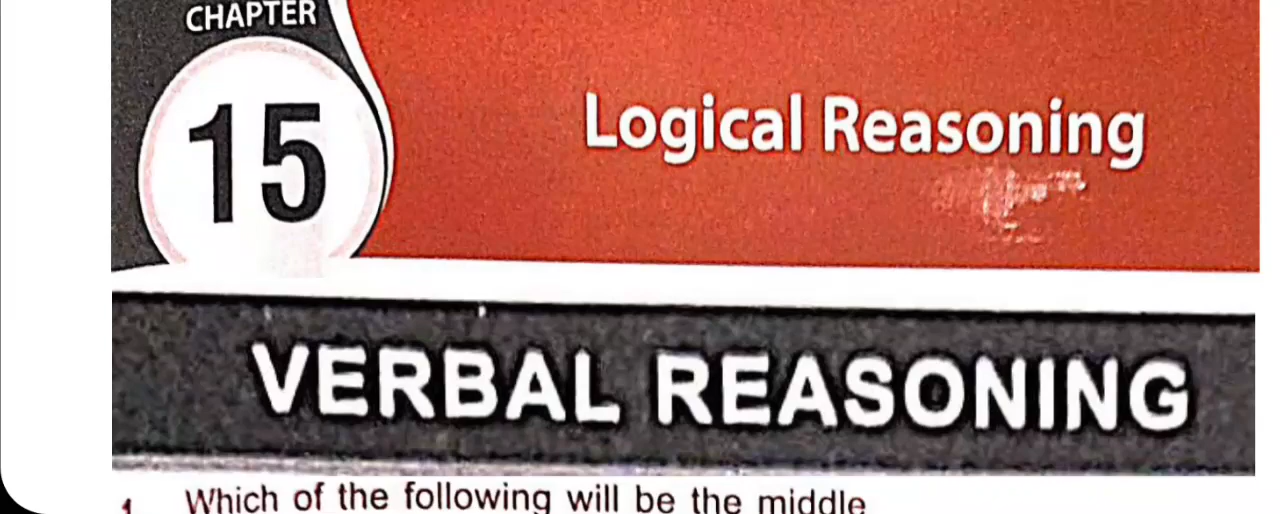 CHAPTER
15
Logical Reasoning
VERBAL REASONING
1. Which of the following will be the middle